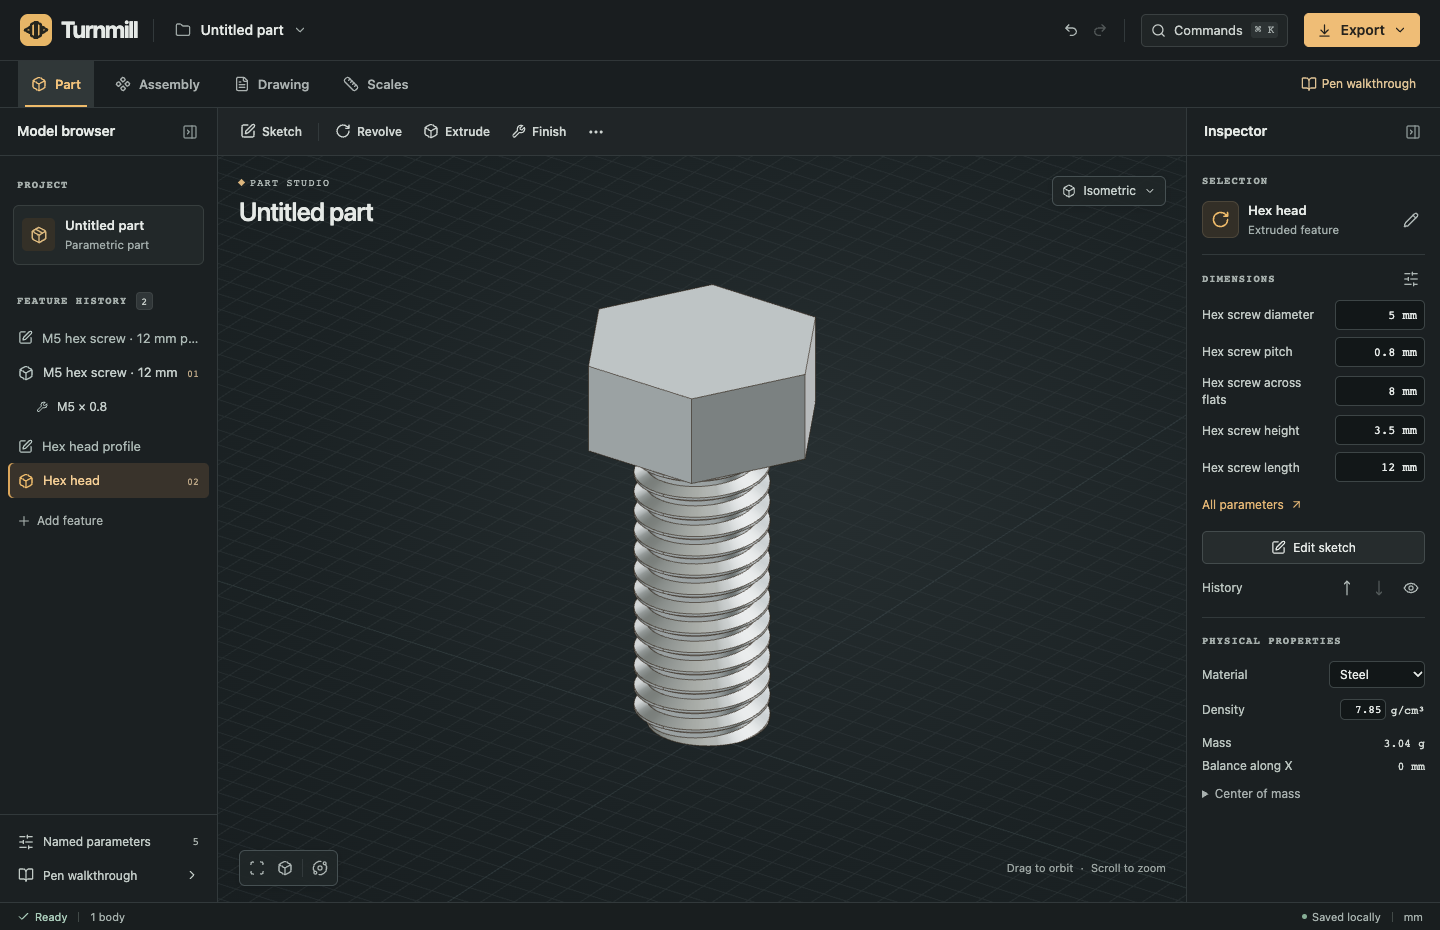 Turnmill
Untitled part
Commands ⌘ K
Export
Part
Assembly
Drawing
Scales
Pen walkthrough
Model browser
Sketch
Revolve
Extrude
Finish
Inspector
PROJECT
Untitled part
Parametric part
FEATURE HISTORY 2
M5 hex screw · 12 mm p...
M5 hex screw · 12 mm 01
M5 × 0.8
Hex head profile
Hex head 02
Add feature
Named parameters 5
Pen walkthrough
PART STUDIO
Untitled part
Isometric
Drag to orbit · Scroll to zoom
SELECTION
Hex head
Extruded feature
DIMENSIONS
Hex screw diameter 5 mm
Hex screw pitch 0.8 mm
Hex screw across
flats 8 mm
Hex screw height 3.5 mm
Hex screw length 12 mm
All parameters
Edit sketch
History
PHYSICAL PROPERTIES
Material Steel
Density 7.85 g/cm³
Mass 3.04 g
Balance along X 0 mm
Center of mass
Ready
1 body
Saved locally
mm